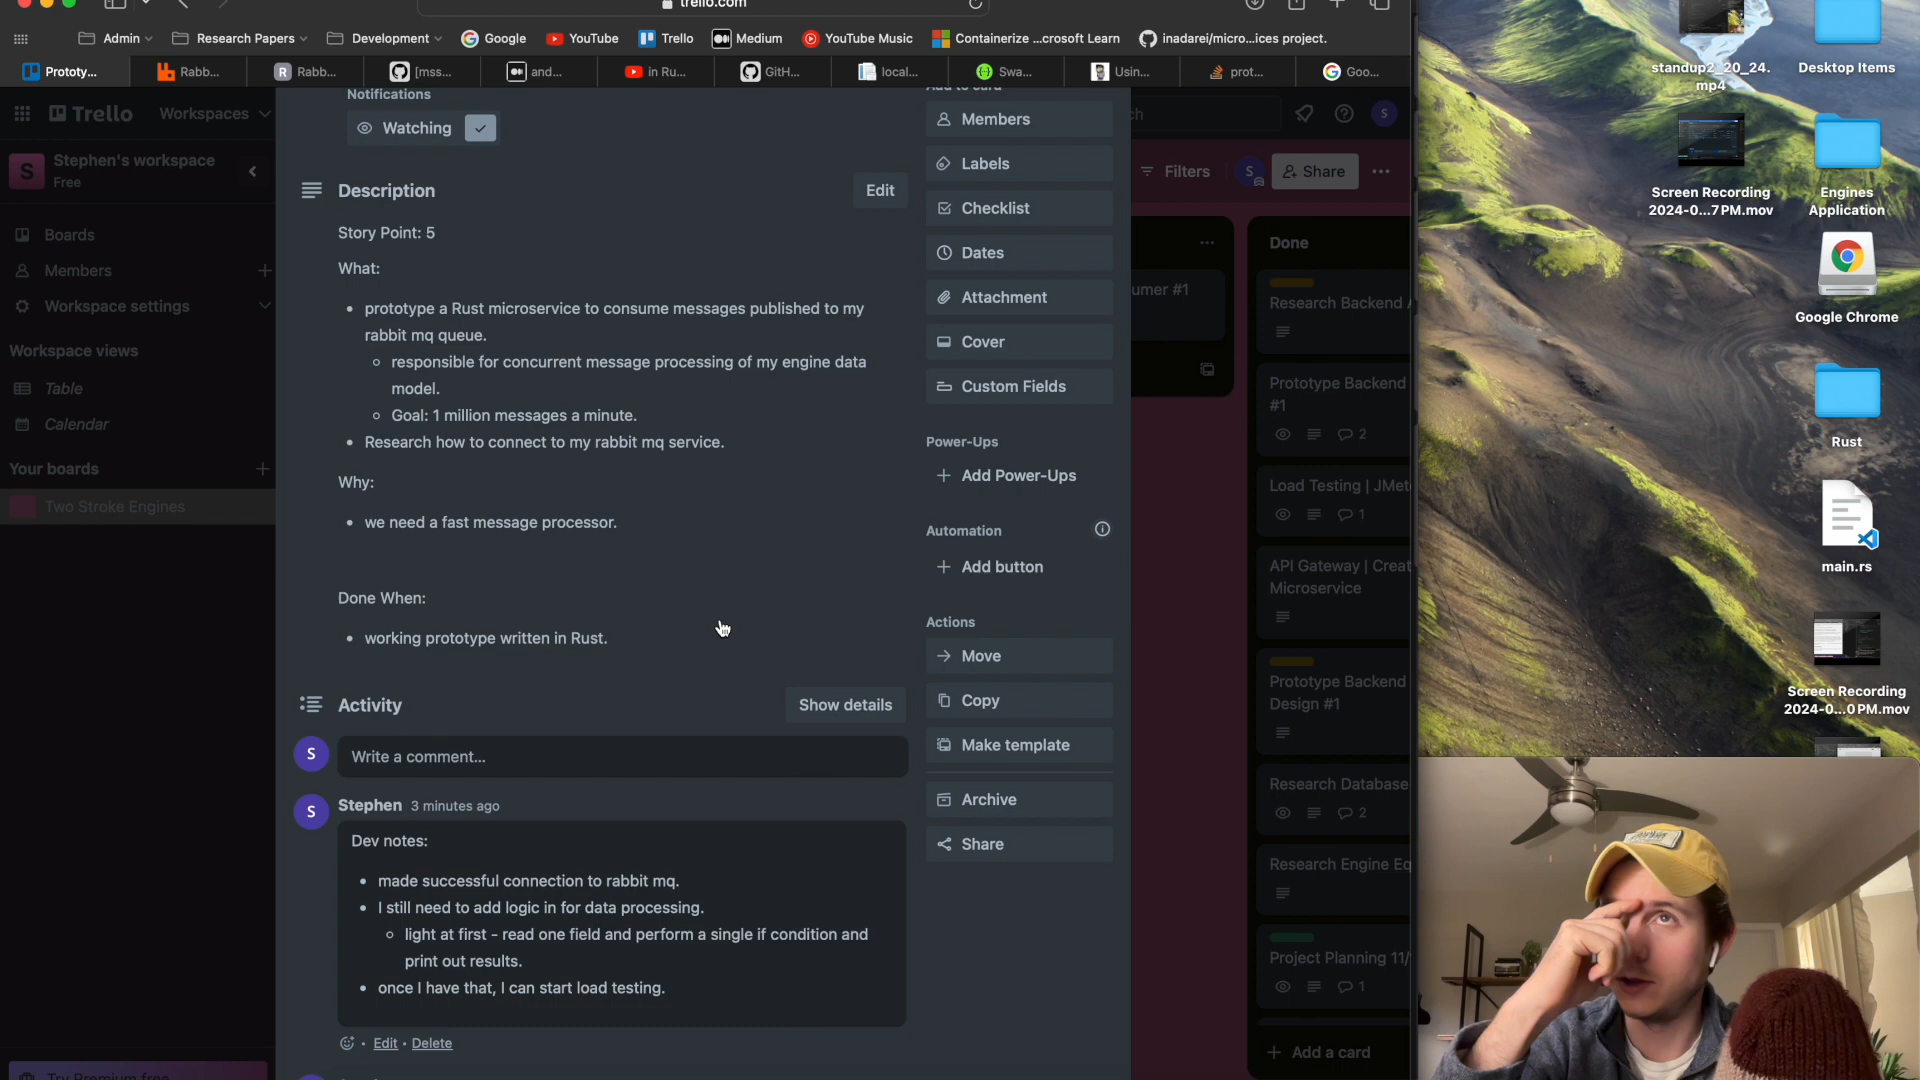 trello.com
Admin
Research Papers
Development
Google
YouTube
Trello
Medium
YouTube Music
Containerize ...crosoft Learn
inadarei/micro...ices project.
Prototy...
Rabb...
Rabb...
[mss...
and...
in Ru...
GitH...
local...
Swa...
Usin...
prot...
Goo...
Trello
Workspaces
Stephen's workspace
Free
Boards
Members
Workspace settings
Workspace views
Table
Calendar
Your boards
Two Stroke Engines
Try Premium free
Notifications
Watching
Description
Edit
Story Point: 5
What:
prototype a Rust microservice to consume messages published to my
rabbit mq queue.
responsible for concurrent message processing of my engine data
model.
Goal: 1 million messages a minute.
Research how to connect to my rabbit mq service.
Why:
we need a fast message processor.
Done When:
working prototype written in Rust.
Activity
Show details
S
Write a comment...
S
Stephen 3 minutes ago
Dev notes:
made successful connection to rabbit mq.
I still need to add logic in for data processing.
light at first - read one field and perform a single if condition and
print out results.
once I have that, I can start load testing.
• Edit • Delete
Add to card
Members
Labels
Checklist
Dates
Attachment
Cover
Custom Fields
Power-Ups
Add Power-Ups
Automation
Add button
Actions
Move
Copy
Make template
Archive
Share
ch
S
Filters
S
Share
umer #1
Done
Research Backend A
Prototype Backend
#1
2
Load Testing | JMet
1
API Gateway | Creat
Microservice
Prototype Backend
Design #1
Research Database
2
Research Engine Eq
Project Planning 11/
1
Add a card
standup2_20_24.
mp4
Desktop Items
Screen Recording
2024-0...7 PM.mov
Engines
Application
Google Chrome
Rust
main.rs
Screen Recording
2024-0...0 PM.mov